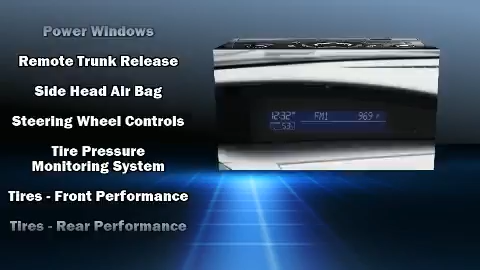 Power Windows
Remote Trunk Release
Side Head Air Bag
Steering Wheel Controls
Tire Pressure
Monitoring System
Tires - Front Performance
Tires - Rear Performance
12:32 FM1 96.9
53